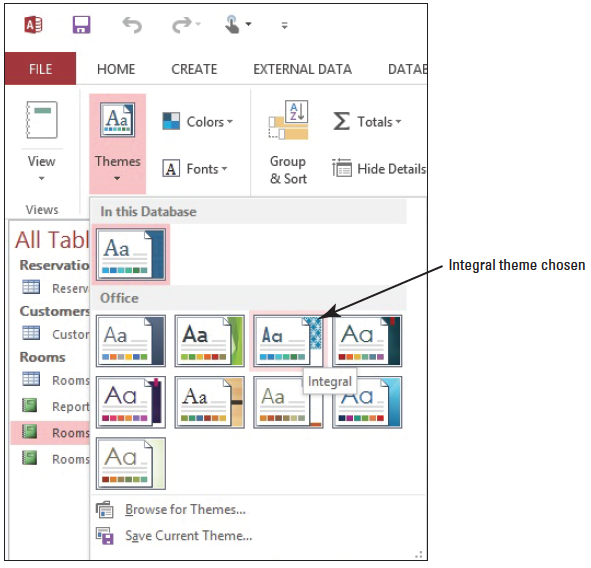 FILE HOME CREATE EXTERNAL DATA DATAB
View
Themes
Colors
Fonts
Group
& Sort
Totals
Hide Details
Views
In this Database
Aa
Office
Aa Aa Aa Aa
Integral
Aa Aa Aa Aa
Aa
Browse for Themes...
Save Current Theme...
All Tabl
Reservatio
Reserv
Customers
Custor
Rooms
Rooms
Report
Rooms
Rooms
Integral theme chosen